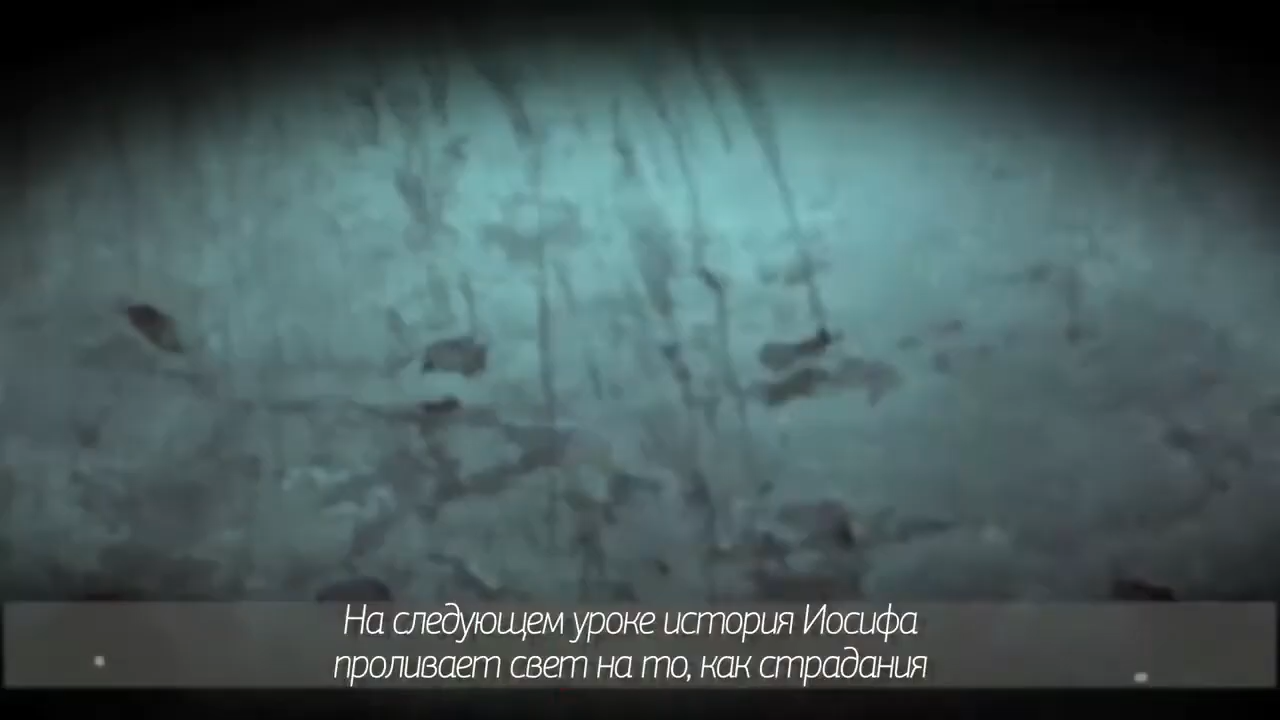 На следующем уроке история Иосифа
проливает свет на то, как страдания